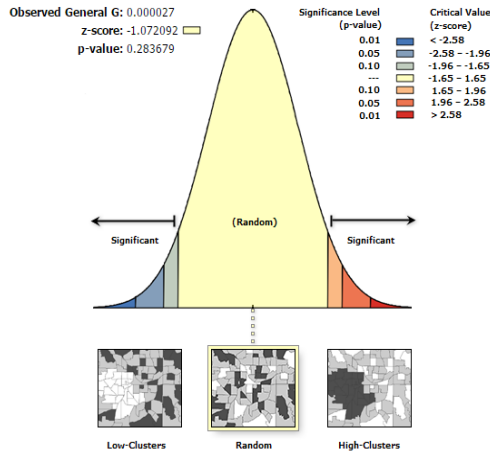 Observed General G: 0.000027
z-score: -1.072092
p-value: 0.283679
Significance Level (p-value) Critical Value (z-score)
0.01 < -2.58
0.05 -2.58 - -1.96
0.10 -1.96 - -1.65
--- -1.65 - 1.65
0.10 1.65 - 1.96
0.05 1.96 - 2.58
0.01 > 2.58
(Random)
Significant Significant
Low-Clusters Random High-Clusters